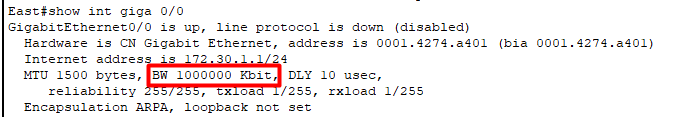 East#show int giga 0/0
GigabitEthernet0/0 is up, line protocol is down (disabled)
Hardware is CN Gigabit Ethernet, address is 0001.4274.a401 (bia 0001.4274.a401)
Internet address is 172.30.1.1/24
MTU 1500 bytes, BW 1000000 Kbit, DLY 10 usec,
reliability 255/255, txload 1/255, rxload 1/255
Encapsulation ARPA, loopback not set